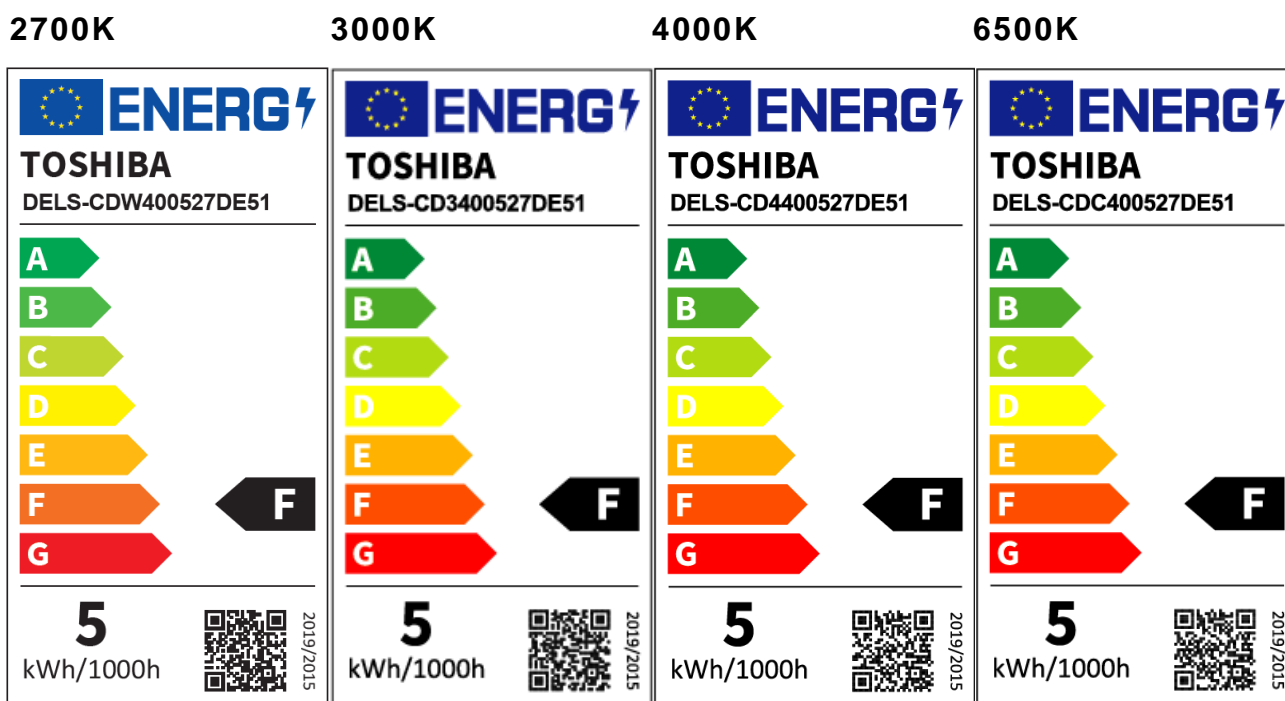 2700K
ENERG
TOSHIBA
DELS-CDW400527DE51
A
B
C
D
E
F
F
G
5
kWh/1000h
2019/2015
3000K
ENERG
TOSHIBA
DELS-CD3400527DE51
A
B
C
D
E
F
F
G
5
kWh/1000h
2019/2015
4000K
ENERG
TOSHIBA
DELS-CD4400527DE51
A
B
C
D
E
F
F
G
5
kWh/1000h
2019/2015
6500K
ENERG
TOSHIBA
DELS-CDC400527DE51
A
B
C
D
E
F
F
G
5
kWh/1000h
2019/2015